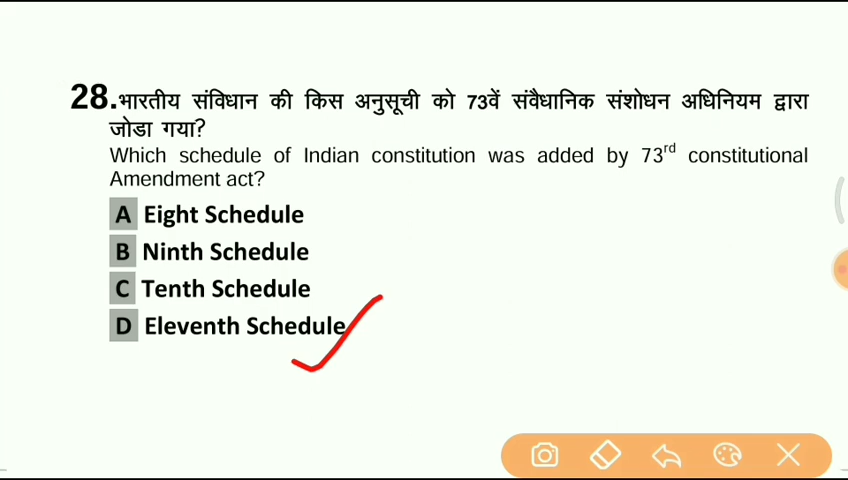 28.भारतीय संविधान की किस अनुसूची को 73वें संवैधानिक संशोधन अधिनियम द्वारा
जोडा गया?
Which schedule of Indian constitution was added by 73rd constitutional
Amendment act?
A Eight Schedule
B Ninth Schedule
C Tenth Schedule
D Eleventh Schedule